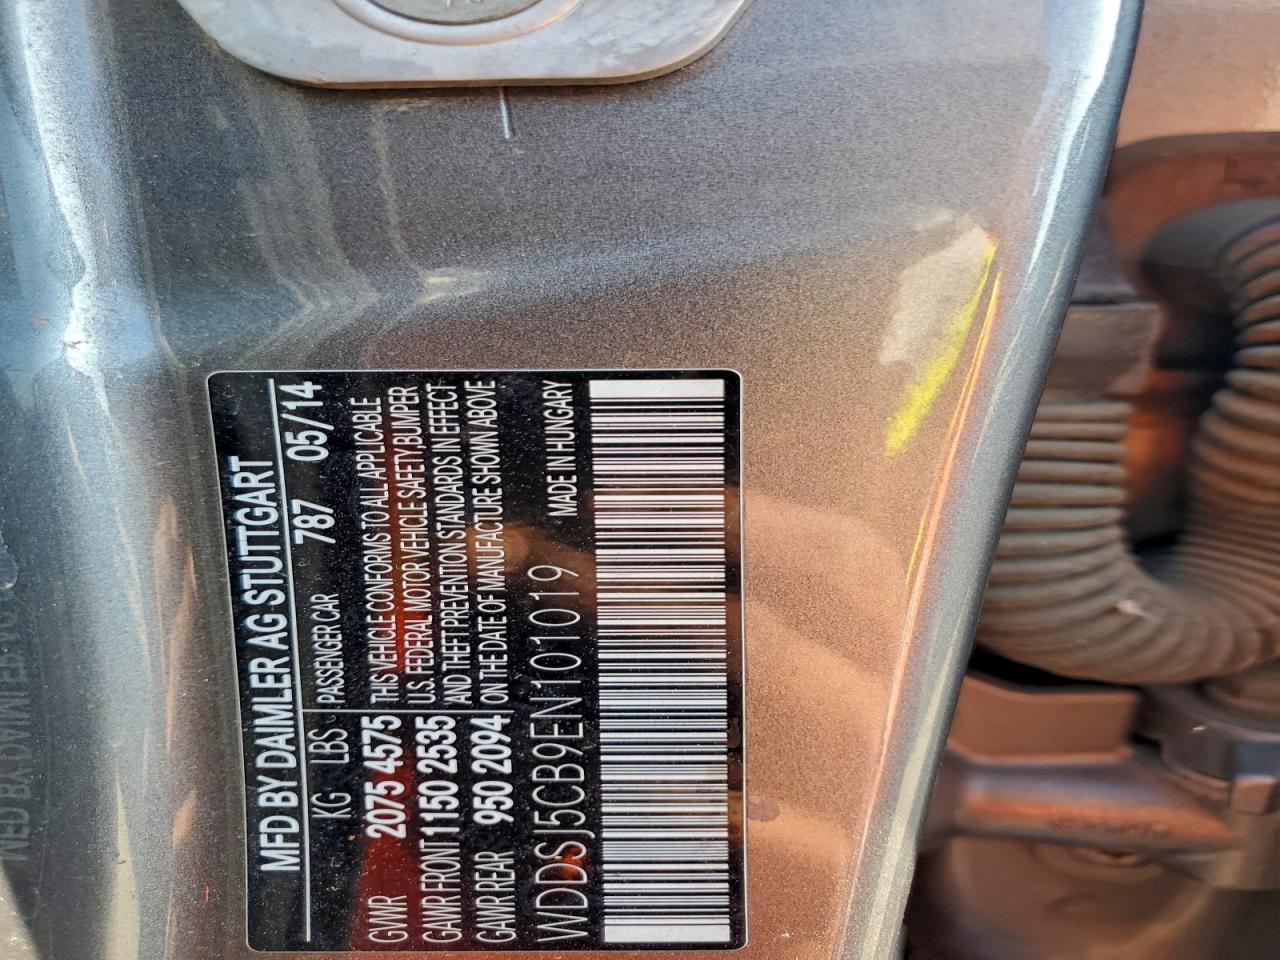 MFD BY DAIMLER AG STUTTGART
787 05/14
KG LBS PASSENGER CAR
GWR 2075 4575
GAWR FRONT 1150 2535
GAWR REAR 950 2094
THIS VEHICLE CONFORMS TO ALL APPLICABLE
U.S. FEDERAL MOTOR VEHICLE SAFETY, BUMPER
AND THEFT PREVENTION STANDARDS IN EFFECT
ON THE DATE OF MANUFACTURE SHOWN ABOVE
WDDSJ5CB9EN101019
MADE IN HUNGARY